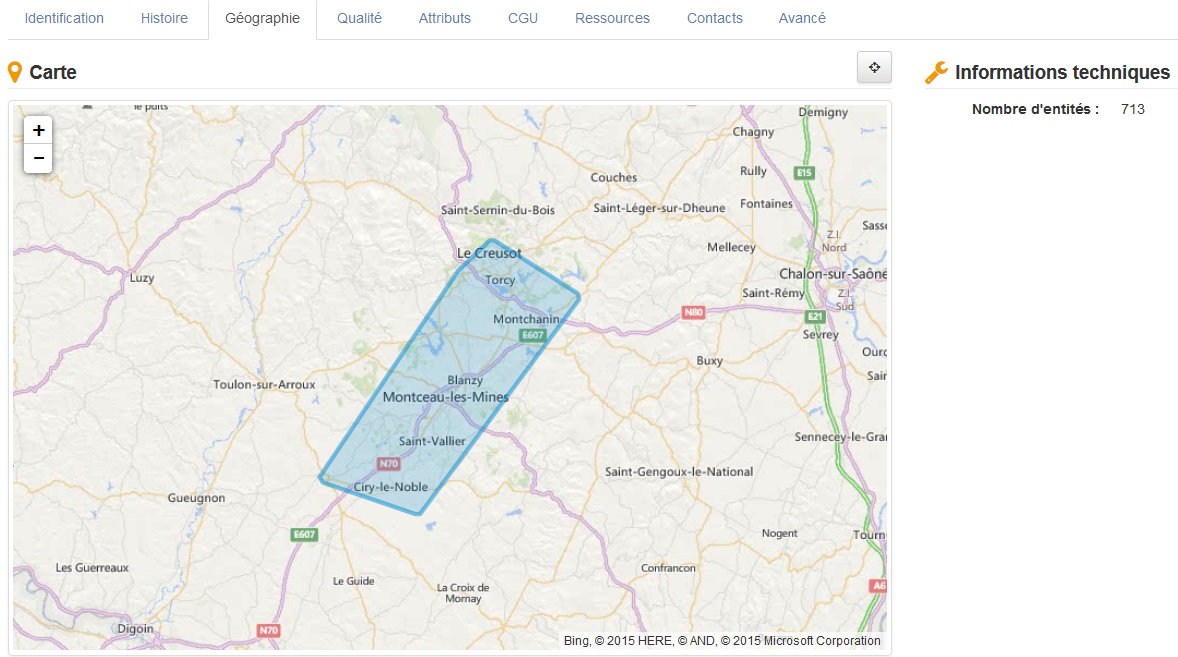 Identification Histoire Géographie Qualité Attributs CGU Ressources Contacts Avancé
Carte
Informations techniques
Nombre d'entités : 713
+
−
le puits
Demigny
Chagny
Rully
E15
Couches
Saint-Sernin-du-Bois
Saint-Léger-sur-Dheune
Fontaines
Sasse
Z.I.
Nord
Mellecey
Le Creusot
Chalon-sur-Saône
Luzy
Torcy
Saint-Rémy
Z.I.
Sud
N80
E21
Montchanin
E607
Sevrey
Ouro
Buxy
Sair
Blanzy
Toulon-sur-Arroux
Montceau-les-Mines
Saint-Vallier
Sennecey-le-Gra
N70
Saint-Gengoux-le-National
Ciry-le-Noble
Gueugnon
E607
Nogent
Tourn
Les Guerreaux
Confrancon
Le Guide
La Croix de
Mornay
A6
Digoin
N70
Bing, © 2015 HERE, © AND, © 2015 Microsoft Corporation